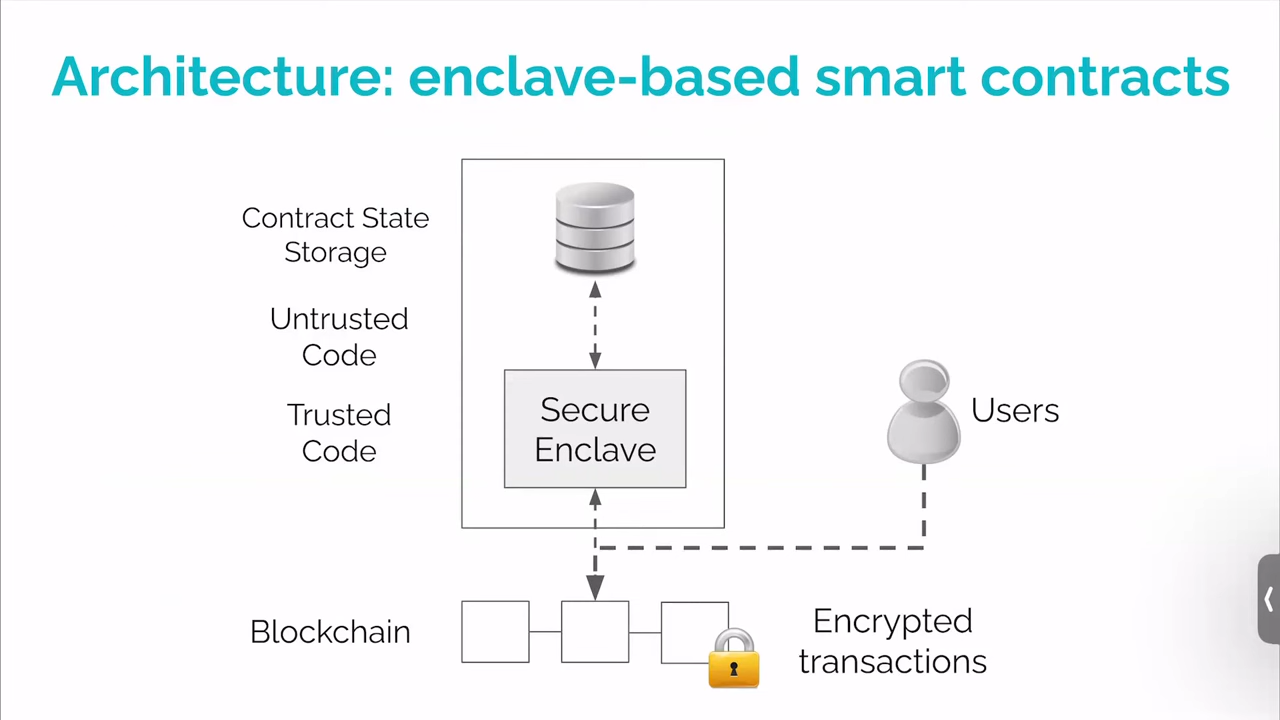 Architecture: enclave-based smart contracts
Contract State
Storage
Untrusted
Code
Trusted
Code
Secure
Enclave
Users
Blockchain
Encrypted
transactions